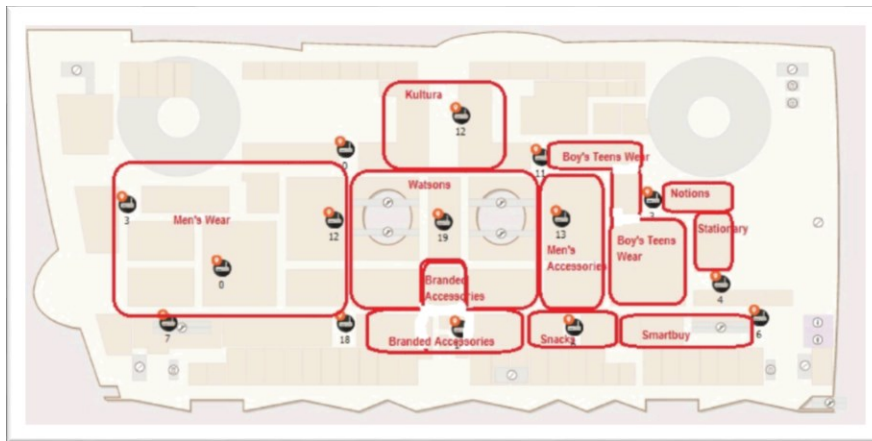 Kultura
12
0
11
Boy's Teens Wear
Watsons
3
Men's Wear
12
19
13
Notions
Stationary
Boy's Teens
Wear
Men's
Accessories
0
Branded
Accessories
4
7
18
6
Branded Accessories
Snacks
Smartbuy